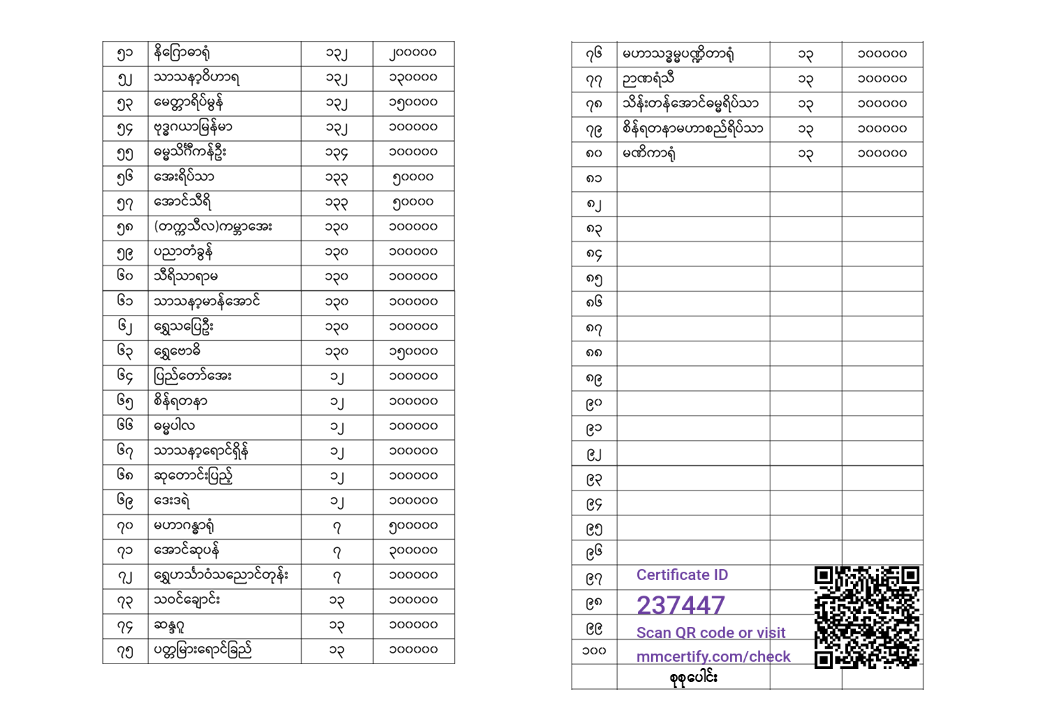 ၅၁ နိဂြောဓာရုံ ၁၃၂ ၂၀၀၀၀၀
၅၂ သာသနာ့ဝိဟာရ ၁၃၂ ၁၃၀၀၀၀
၅၃ မေတ္တာရိပ်မွန် ၁၃၂ ၁၅၀၀၀၀
၅၄ ဗုဒ္ဓဂယာမြန်မာ ၁၃၂ ၁၀၀၀၀၀
၅၅ ဓမ္မသိင်္ဂီကန်ဦး ၁၃၄ ၁၀၀၀၀၀
၅၆ အေးရိပ်သာ ၁၃၃ ၅၀၀၀၀
၅၇ အောင်သီရိ ၁၃၃ ၅၀၀၀၀
၅၈ (တက္ကသီလ)ကမ္ဘာအေး ၁၃၀ ၁၀၀၀၀၀
၅၉ ပညာတံခွန် ၁၃၀ ၁၀၀၀၀၀
၆၀ သီရိသာရာမ ၁၃၀ ၁၀၀၀၀၀
၆၁ သာသနာ့မာန်အောင် ၁၃၀ ၁၀၀၀၀၀
၆၂ ရွှေသပြေဦး ၁၃၀ ၁၀၀၀၀၀
၆၃ ရွှေဗောဓိ ၁၃၀ ၁၅၀၀၀၀
၆၄ ပြည်တော်အေး ၁၂ ၁၀၀၀၀၀
၆၅ စိန်ရတနာ ၁၂ ၁၀၀၀၀၀
၆၆ ဓမ္မပါလ ၁၂ ၁၀၀၀၀၀
၆၇ သာသနာ့ရောင်ရှိန် ၁၂ ၁၀၀၀၀၀
၆၈ ဆုတောင်းပြည့် ၁၂ ၁၀၀၀၀၀
၆၉ ဒေးဒရဲ ၁၂ ၁၀၀၀၀၀
၇၀ မဟာဂန္ဓာရုံ ၇ ၅၀၀၀၀၀
၇၁ အောင်ဆုပန် ၇ ၃၀၀၀၀၀
၇၂ ရွှေဟင်္သာဝံသညောင်တုန်း ၇ ၁၀၀၀၀၀
၇၃ သဝင်ချောင်း ၁၃ ၁၀၀၀၀၀
၇၄ ဆန္ဒဂူ ၁၃ ၁၀၀၀၀၀
၇၅ ပတ္တမြားရောင်ခြည် ၁၃ ၁၀၀၀၀၀
၇၆ မဟာသဒ္ဓမ္မပဏ္ဍိတာရုံ ၁၃ ၁၀၀၀၀၀
၇၇ ဉာဏရံသီ ၁၃ ၁၀၀၀၀၀
၇၈ သိန်းတန်အောင်ဓမ္မရိပ်သာ ၁၃ ၁၀၀၀၀၀
၇၉ စိန်ရတနာမဟာစည်ရိပ်သာ ၁၃ ၁၀၀၀၀၀
၈၀ မဏိကာရုံ ၁၃ ၁၀၀၀၀၀
၈၁
၈၂
၈၃
၈၄
၈၅
၈၆
၈၇
၈၈
၈၉
၉၀
၉၁
၉၂
၉၃
၉၄
၉၅
၉၆
၉၇ Certificate ID
၉၈ 237447
၉၉ Scan QR code or visit
၁၀၀ mmcertify.com/check
စုစုပေါင်း